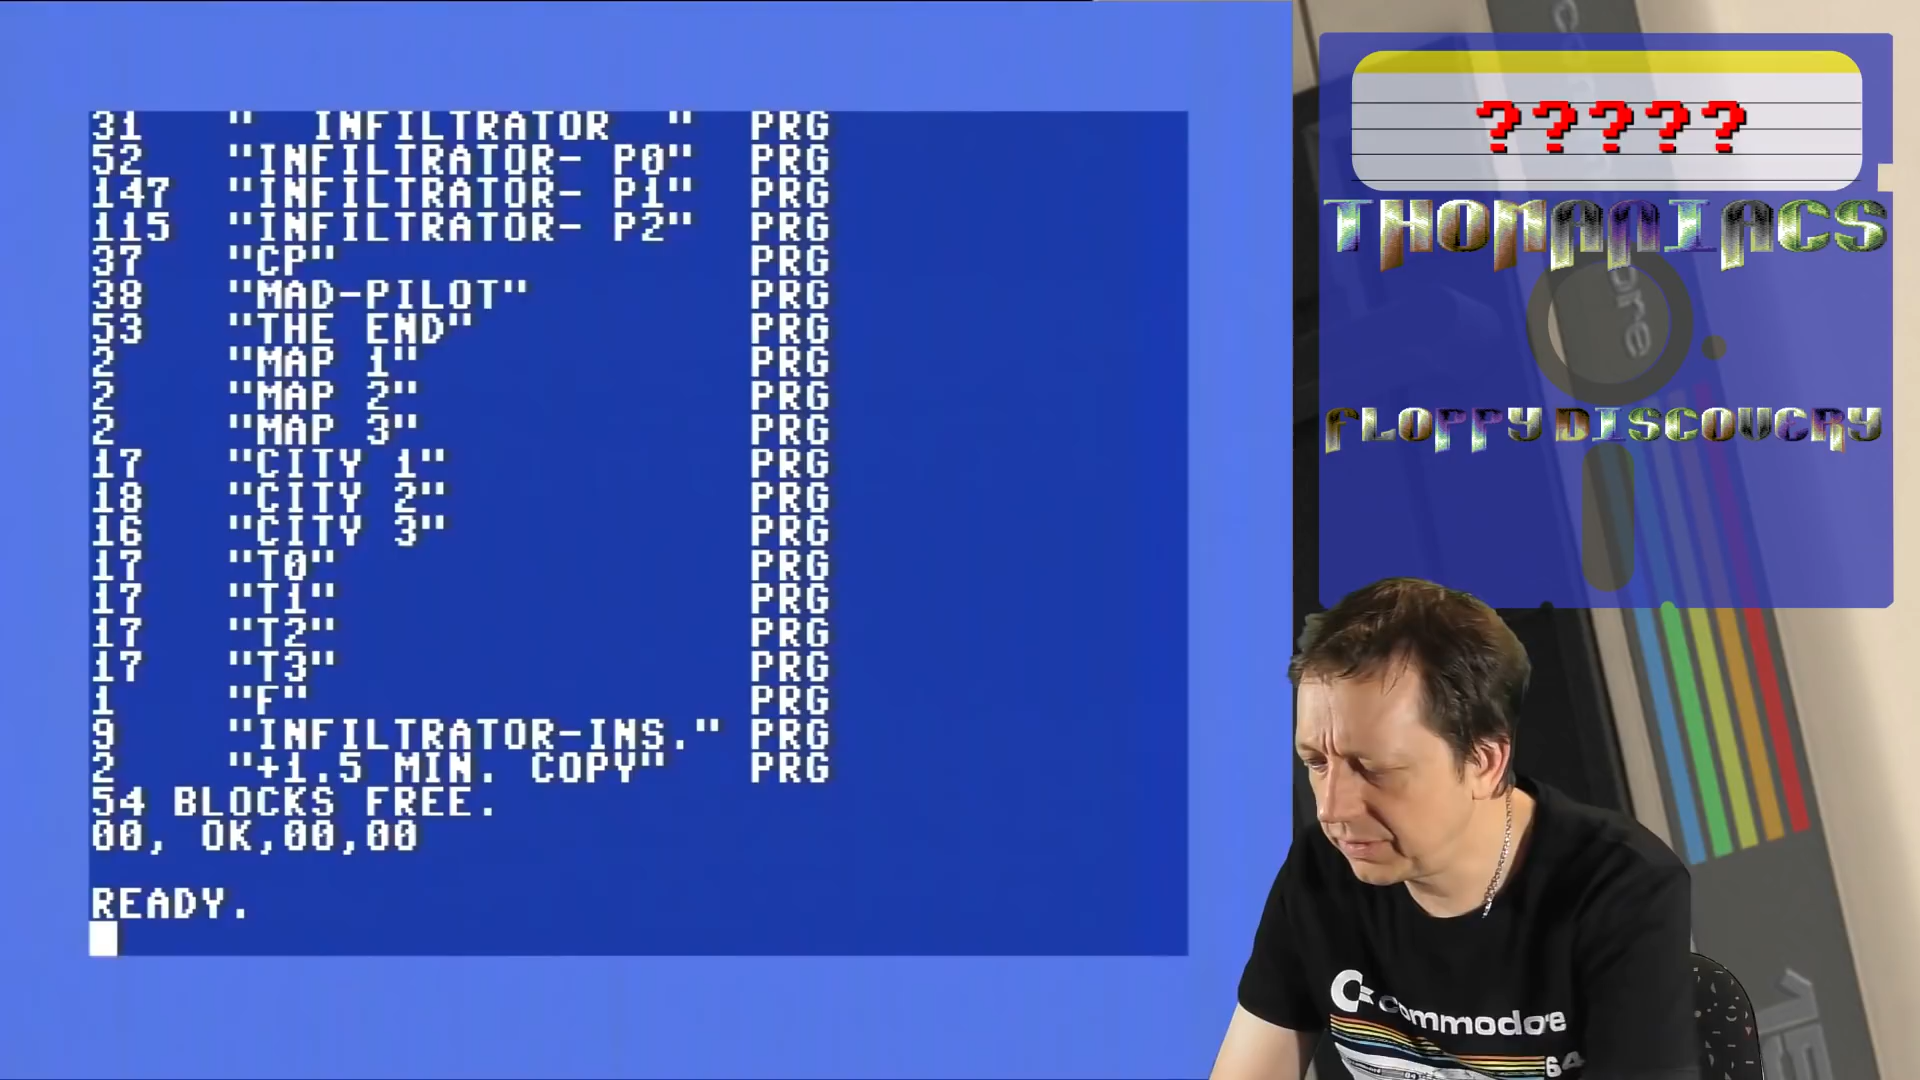 31 "  INFILTRATOR  " PRG
52 "INFILTRATOR- P0" PRG
147 "INFILTRATOR- P1" PRG
115 "INFILTRATOR- P2" PRG
37 "CP" PRG
38 "MAD-PILOT" PRG
53 "THE END" PRG
2 "MAP 1" PRG
2 "MAP 2" PRG
2 "MAP 3" PRG
17 "CITY 1" PRG
18 "CITY 2" PRG
16 "CITY 3" PRG
17 "T0" PRG
17 "T1" PRG
17 "T2" PRG
17 "T3" PRG
1 "F" PRG
9 "INFILTRATOR-INS." PRG
2 "+1.5 MIN. COPY" PRG
54 BLOCKS FREE.
00, OK,00,00
READY.
?????
THOMANIACS
FLOPPY DISCOVERY
commodore
64